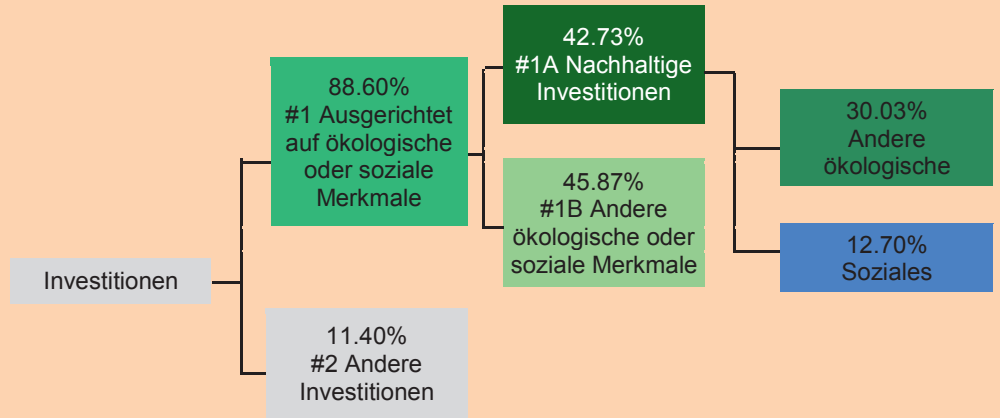 Investitionen
88.60%
#1 Ausgerichtet
auf ökologische
oder soziale
Merkmale
11.40%
#2 Andere
Investitionen
42.73%
#1A Nachhaltige
Investitionen
45.87%
#1B Andere
ökologische oder
soziale Merkmale
30.03%
Andere
ökologische
12.70%
Soziales